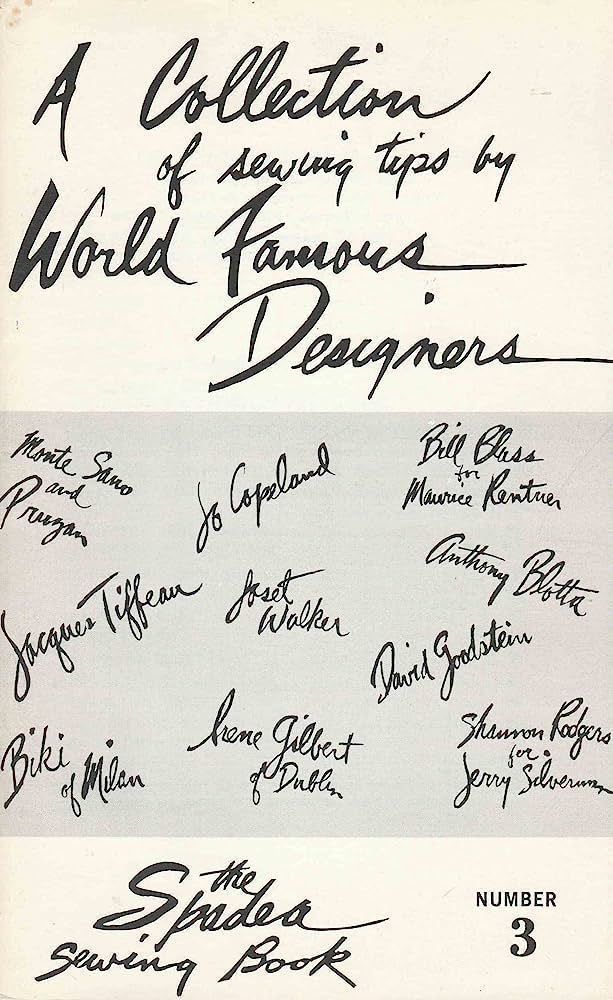 A Collection
of sewing tips by
World Famous
Designers
Monte Sano
and
Pruzan
Jo Copeland
Bill Blass
for
Maurice Rentner
Jacques Tiffeau
Joset
Walker
Anthony Blotta
David Goodstein
Biki
of Milan
Irene Gilbert
of Dublin
Shannon Rodgers
for
Jerry Silverman
the
Spadea
Sewing Book
NUMBER
3